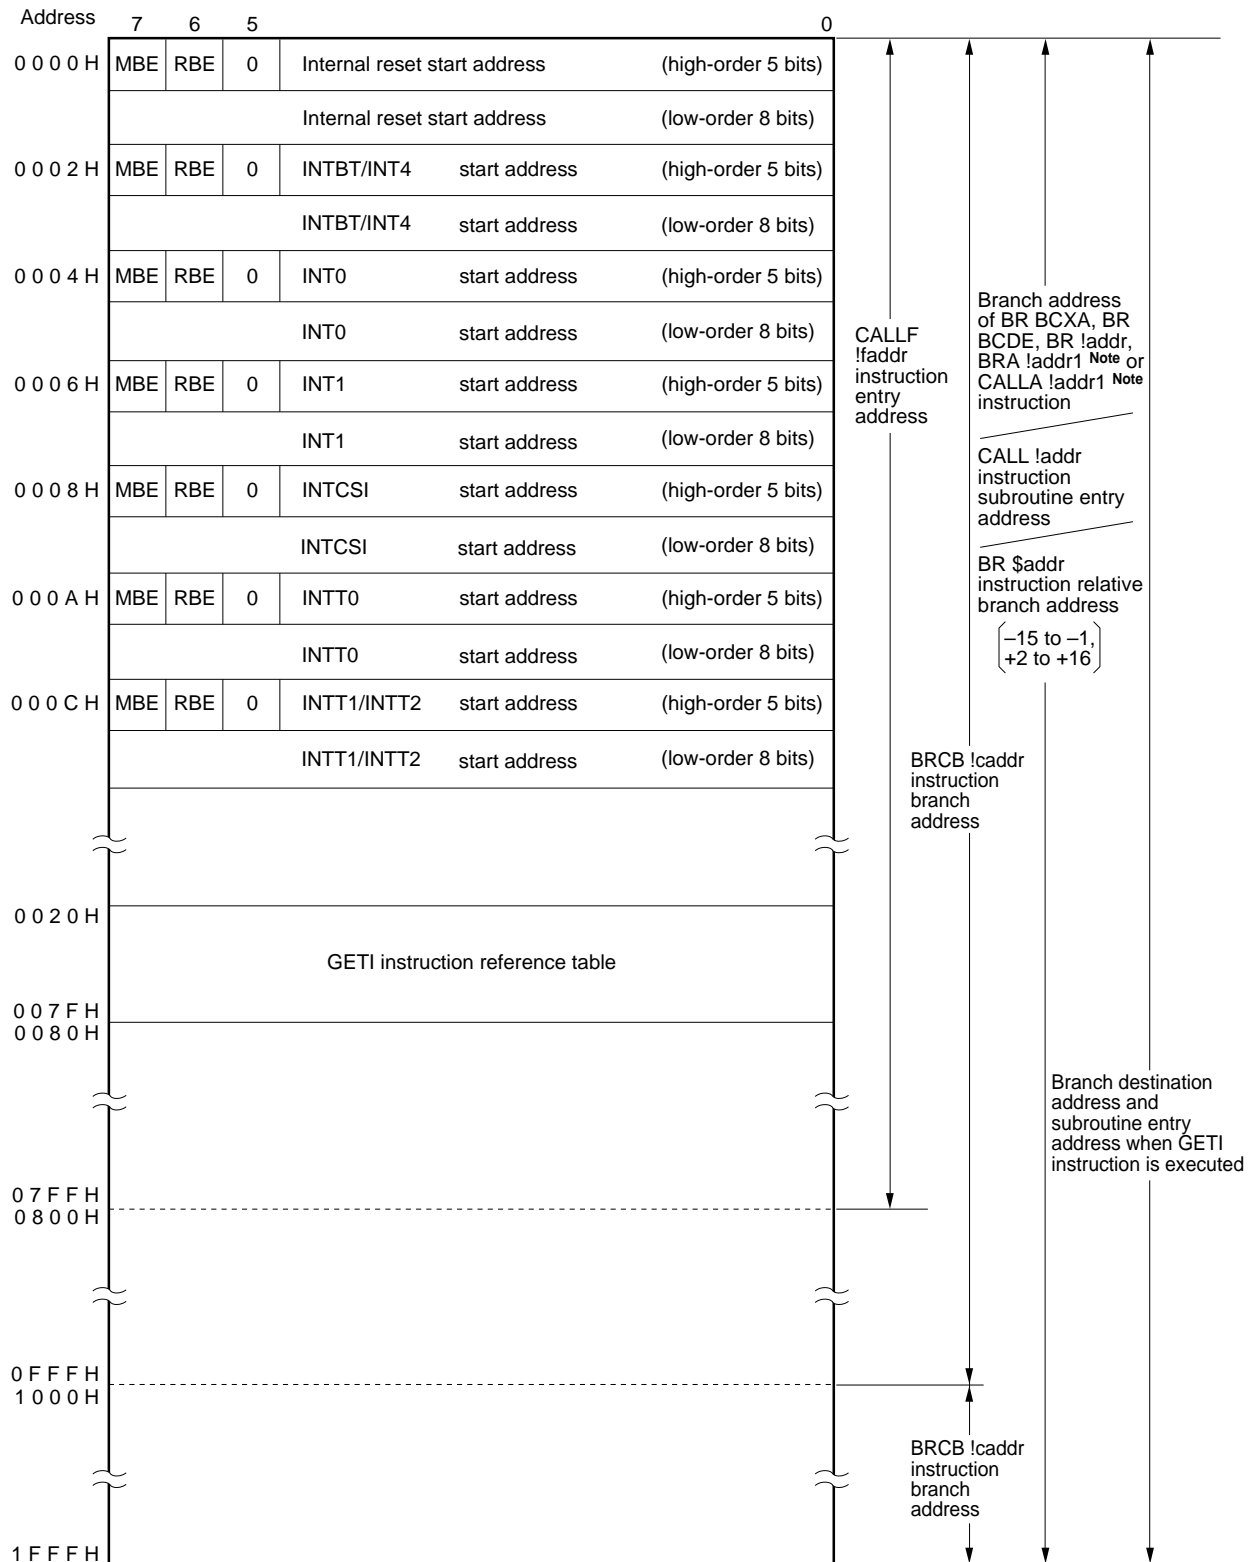 Address
7 6 5 0
0000H MBE RBE 0 Internal reset start address (high-order 5 bits)
Internal reset start address (low-order 8 bits)
0002H MBE RBE 0 INTBT/INT4 start address (high-order 5 bits)
INTBT/INT4 start address (low-order 8 bits)
0004H MBE RBE 0 INT0 start address (high-order 5 bits)
INT0 start address (low-order 8 bits)
0006H MBE RBE 0 INT1 start address (high-order 5 bits)
INT1 start address (low-order 8 bits)
0008H MBE RBE 0 INTCSI start address (high-order 5 bits)
INTCSI start address (low-order 8 bits)
000AH MBE RBE 0 INTT0 start address (high-order 5 bits)
INTT0 start address (low-order 8 bits)
000CH MBE RBE 0 INTT1/INTT2 start address (high-order 5 bits)
INTT1/INTT2 start address (low-order 8 bits)
0020H
GETI instruction reference table
007FH
0080H
07FFH
0800H
0FFFH
1000H
1FFFH
CALLF
!faddr
instruction
entry
address
BRCB !caddr
instruction
branch
address
BRCB !caddr
instruction
branch
address
Branch address
of BR BCXA, BR
BCDE, BR !addr,
BRA !addr1 Note or
CALLA !addr1 Note
instruction
CALL !addr
instruction
subroutine entry
address
BR $addr
instruction relative
branch address
–15 to –1,
+2 to +16
Branch destination
address and
subroutine entry
address when GETI
instruction is executed